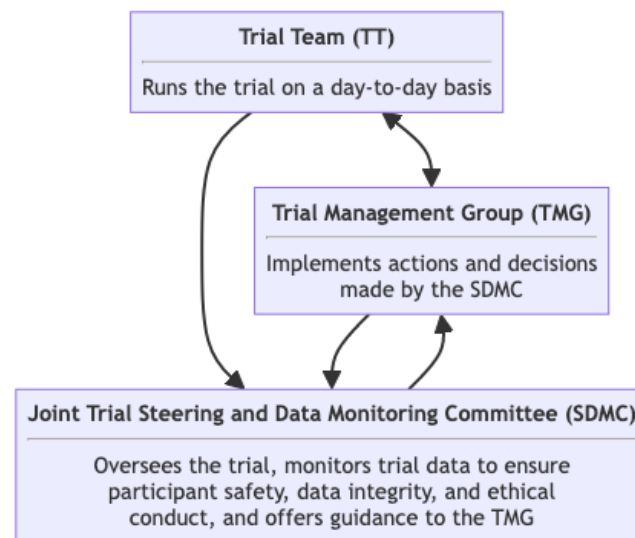 Trial Team (TT)
Runs the trial on a day-to-day basis
Trial Management Group (TMG)
Implements actions and decisions
made by the SDMC
Joint Trial Steering and Data Monitoring Committee (SDMC)
Oversees the trial, monitors trial data to ensure
participant safety, data integrity, and ethical
conduct, and offers guidance to the TMG